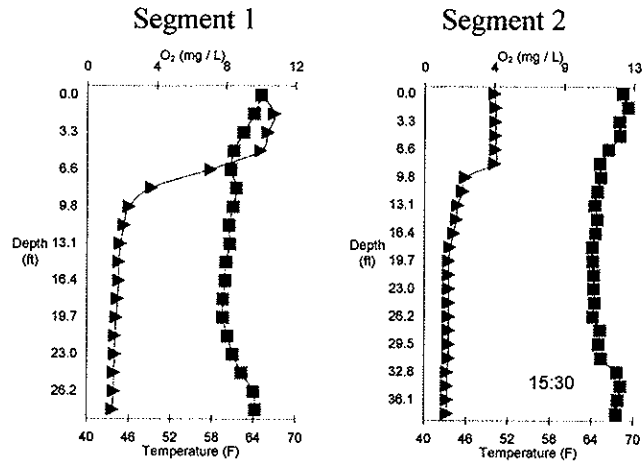 Segment 1
O2 (mg / L)
0 4 8 12
0.0
3.3
6.6
9.8
Depth
(ft)
13.1
16.4
19.7
23.0
26.2
40 46 52 58 64 70
Temperature (F)
Segment 2
O2 (mg / L)
0 4 9 13
0.0
3.3
6.6
9.8
13.1
16.4
Depth
(ft)
19.7
23.0
26.2
29.5
32.8
36.1
15:30
40 46 52 58 64 70
Temperature (F)